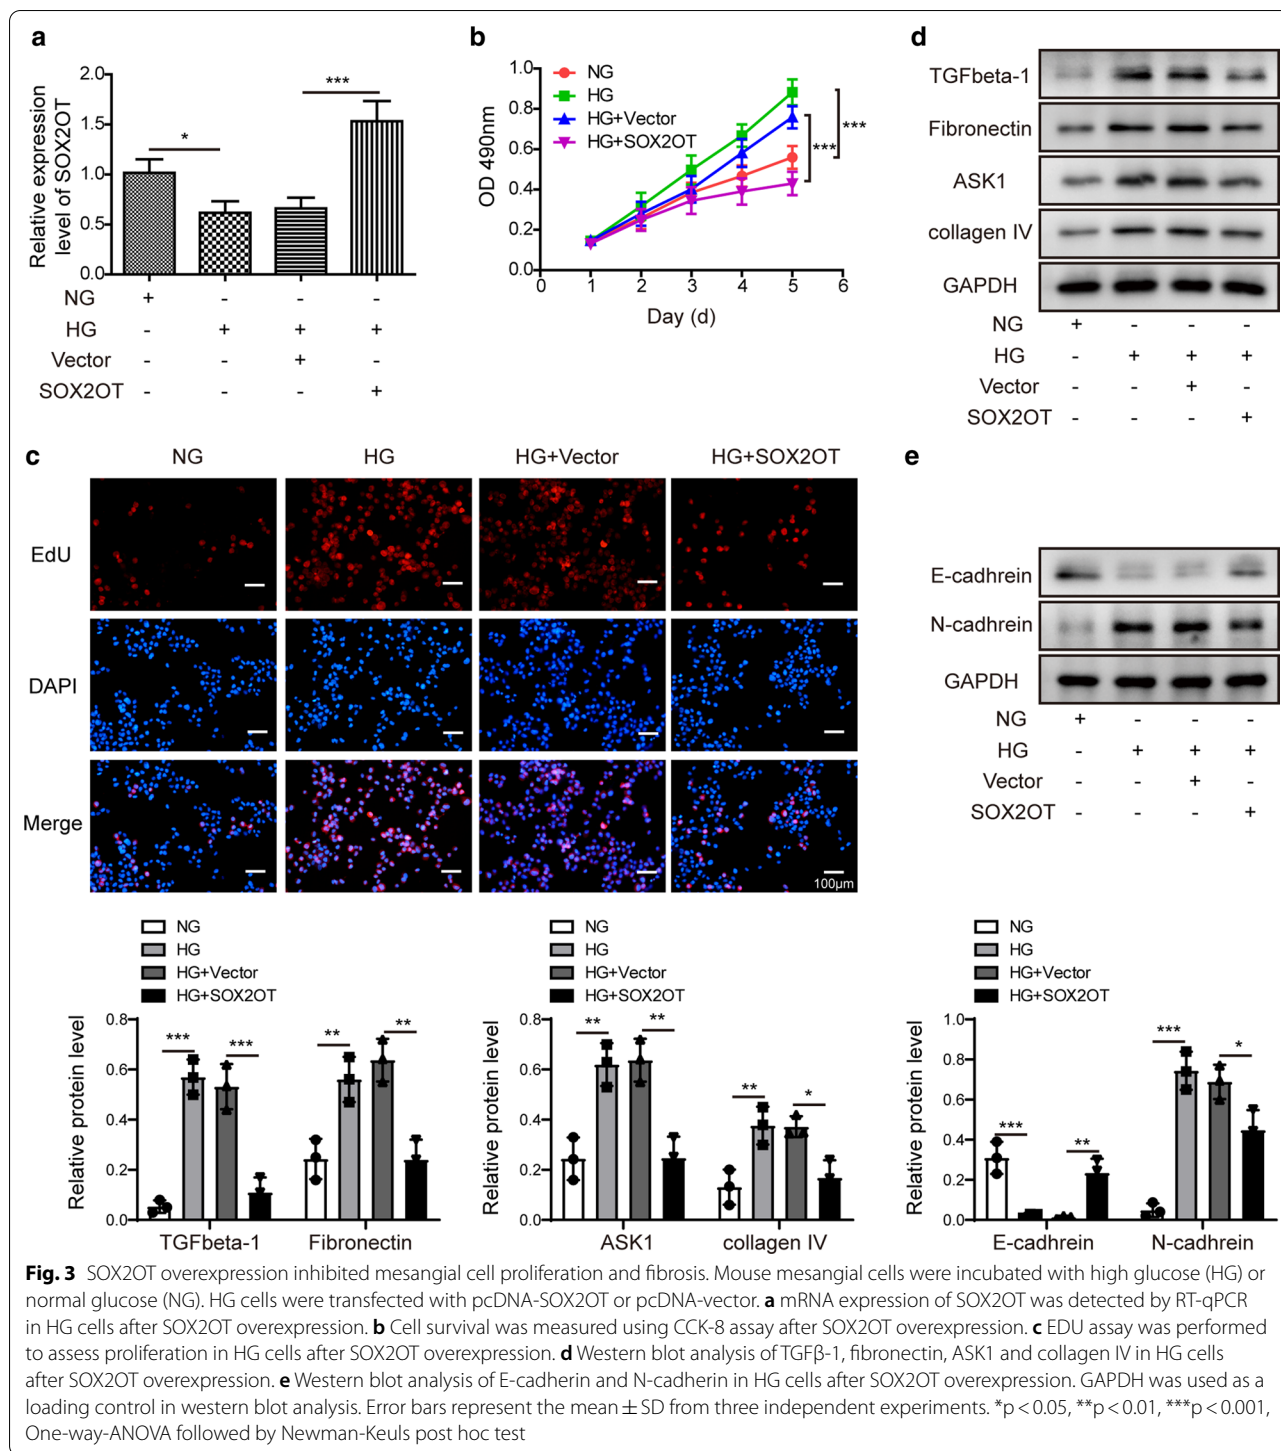 a
Relative expression
level of SOX2OT
2.0
1.5
1.0
0.5
0.0
*
***
NG + - - -
HG - + + +
Vector - - + -
SOX2OT - - - +
b
OD 490nm
1.0
0.8
0.6
0.4
0.2
0.0
NG
HG
HG+Vector
HG+SOX2OT
***
***
0 1 2 3 4 5 6
Day (d)
d
TGFbeta-1
Fibronectin
ASK1
collagen IV
GAPDH
NG + - - -
HG - + + +
Vector - - + -
SOX2OT - - - +
c
NG HG HG+Vector HG+SOX2OT
EdU
DAPI
Merge
100μm
e
E-cadhrein
N-cadhrein
GAPDH
NG + - - -
HG - + + +
Vector - - + -
SOX2OT - - - +
NG
HG
HG+Vector
HG+SOX2OT
Relative protein level
0.8
0.6
0.4
0.2
0.0
*** *** ** **
TGFbeta-1 Fibronectin
NG
HG
HG+Vector
HG+SOX2OT
Relative protein level
0.8
0.6
0.4
0.2
0.0
** ** ** *
ASK1 collagen IV
NG
HG
HG+Vector
HG+SOX2OT
Relative protein level
1.0
0.8
0.6
0.4
0.2
0.0
*** ** *** *
E-cadhrein N-cadhrein
Fig. 3 SOX2OT overexpression inhibited mesangial cell proliferation and fibrosis. Mouse mesangial cells were incubated with high glucose (HG) or
normal glucose (NG). HG cells were transfected with pcDNA-SOX2OT or pcDNA-vector. a mRNA expression of SOX2OT was detected by RT-qPCR
in HG cells after SOX2OT overexpression. b Cell survival was measured using CCK-8 assay after SOX2OT overexpression. c EDU assay was performed
to assess proliferation in HG cells after SOX2OT overexpression. d Western blot analysis of TGFβ-1, fibronectin, ASK1 and collagen IV in HG cells
after SOX2OT overexpression. e Western blot analysis of E-cadherin and N-cadherin in HG cells after SOX2OT overexpression. GAPDH was used as a
loading control in western blot analysis. Error bars represent the mean ± SD from three independent experiments. *p < 0.05, **p < 0.01, ***p < 0.001,
One-way-ANOVA followed by Newman-Keuls post hoc test